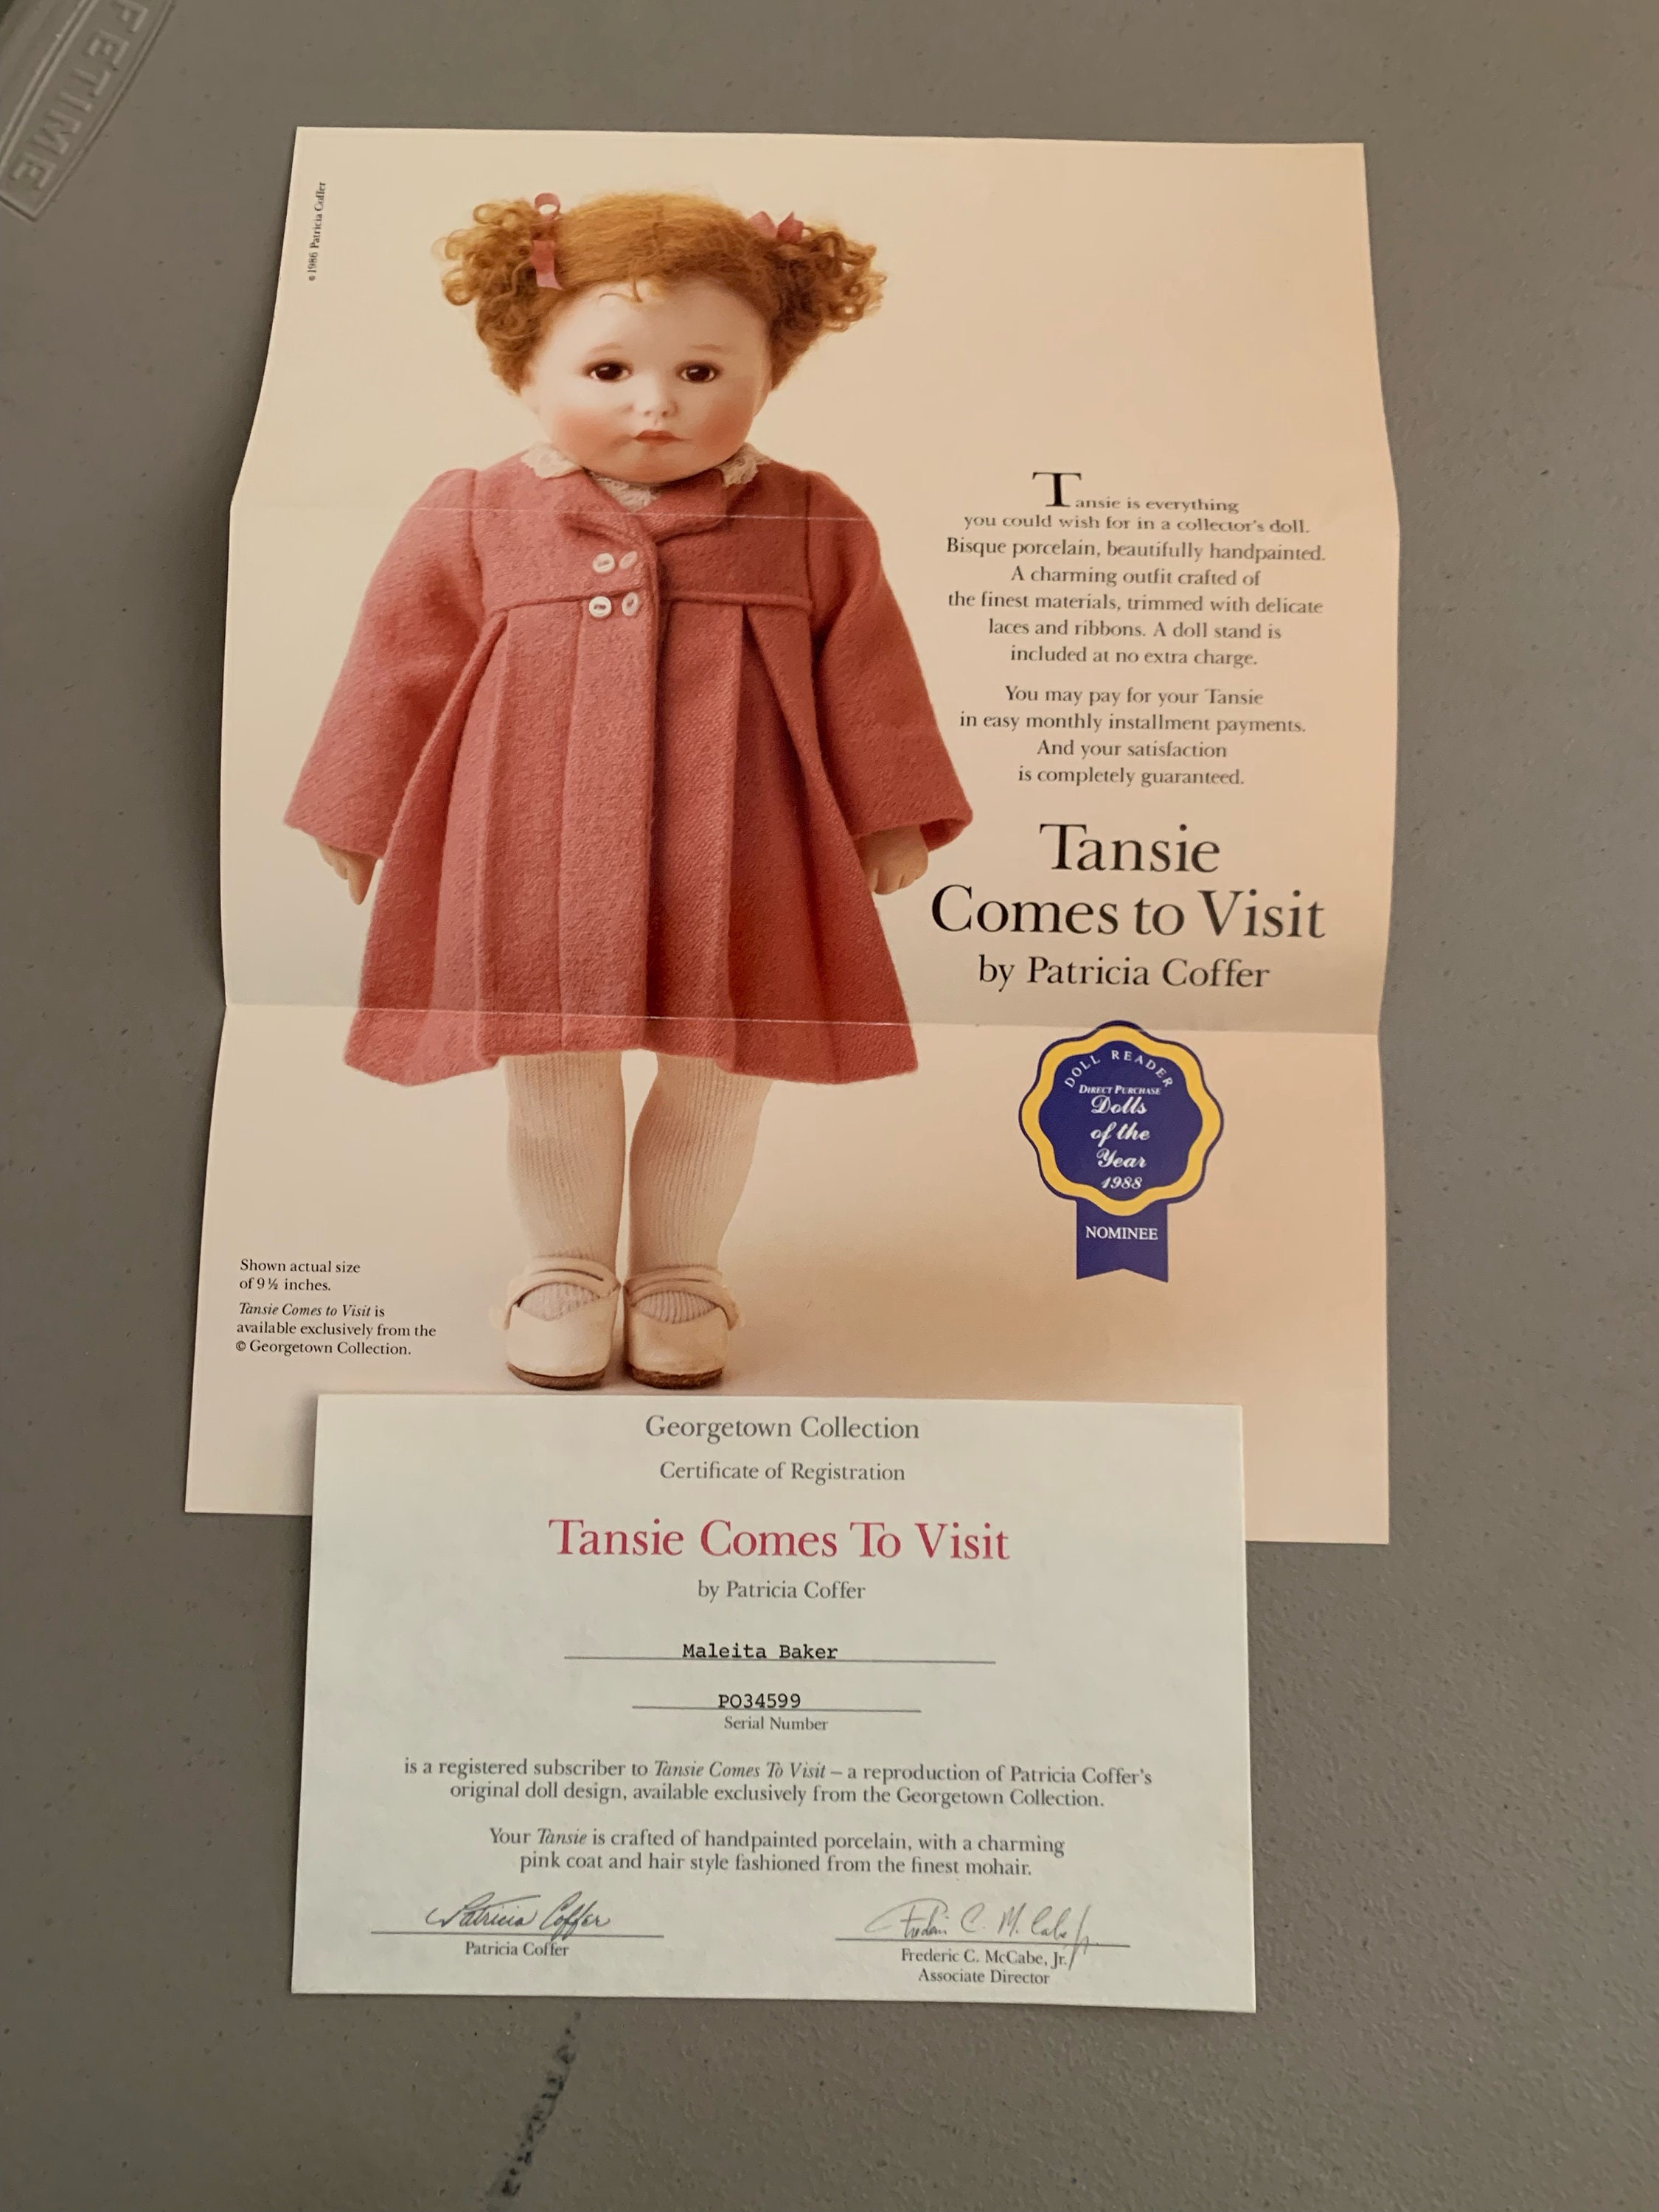 FETIME
© 1986 Patricia Coffer
Tansie is everything
you could wish for in a collector's doll.
Bisque porcelain, beautifully handpainted.
A charming outfit crafted of
the finest materials, trimmed with delicate
laces and ribbons. A doll stand is
included at no extra charge.
You may pay for your Tansie
in easy monthly installment payments.
And your satisfaction
is completely guaranteed.
Tansie
Comes to Visit
by Patricia Coffer
DOLL READER
DIRECT PURCHASE
Dolls
of the
Year
1988
NOMINEE
Shown actual size
of 9½ inches.
Tansie Comes to Visit is
available exclusively from the
© Georgetown Collection.
Georgetown Collection
Certificate of Registration
Tansie Comes To Visit
by Patricia Coffer
Maleita Baker
PO34599
Serial Number
is a registered subscriber to Tansie Comes To Visit – a reproduction of Patricia Coffer's
original doll design, available exclusively from the Georgetown Collection.
Your Tansie is crafted of handpainted porcelain, with a charming
pink coat and hair style fashioned from the finest mohair.
Patricia Coffer
Frederic C. McCabe, Jr.
Patricia Coffer
Frederic C. McCabe, Jr.
Associate Director